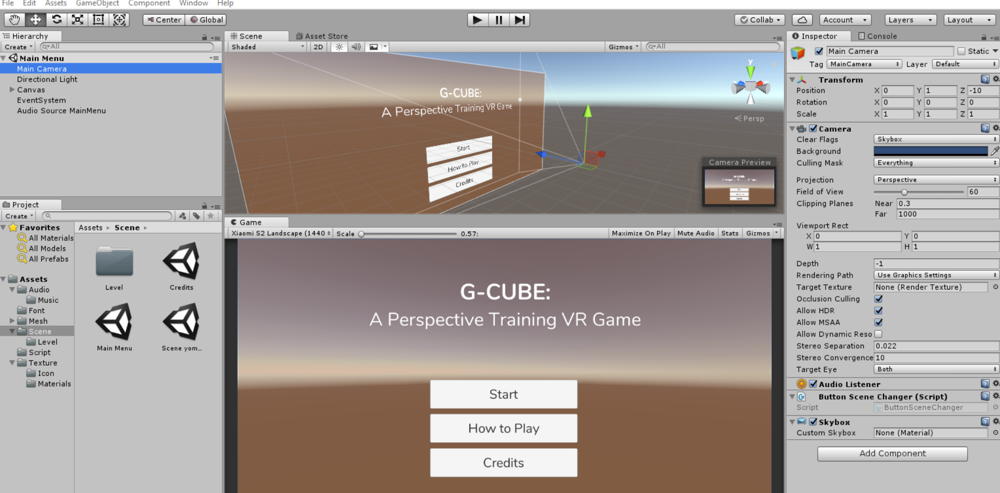 File Edit Assets GameObject Component Window Help
Center Global Collab Account Layers Layout
Hierarchy
Create All
Main Menu
Main Camera
Directional Light
Canvas
EventSystem
Audio Source MainMenu
Project
Create
Favorites
All Materials
All Models
All Prefabs
Assets
Audio
Music
Font
Mesh
Scene
Level
Script
Texture
Icon
Materials
Assets Scene
Level Credits
Main Menu Scene yom...
Scene Asset Store
Shaded 2D Gizmos All
y
Persp
G-CUBE:
A Perspective Training VR Game
Start
How to Play
Credits
Camera Preview
Game
Xiaomi S2 Landscape (1440 Scale 0.57: Maximize On Play Mute Audio Stats Gizmos
G-CUBE:
A Perspective Training VR Game
Start
How to Play
Credits
Inspector Console
Main Camera Static
Tag MainCamera Layer Default
Transform
Position X 0 Y 1 Z -10
Rotation X 0 Y 0 Z 0
Scale X 1 Y 1 Z 1
Camera
Clear Flags Skybox
Background
Culling Mask Everything
Projection Perspective
Field of View 60
Clipping Planes Near 0.3
Far 1000
Viewport Rect
X 0 Y 0
W 1 H 1
Depth -1
Rendering Path Use Graphics Settings
Target Texture None (Render Texture)
Occlusion Culling
Allow HDR
Allow MSAA
Allow Dynamic Reso
Stereo Separation 0.022
Stereo Convergence 10
Target Eye Both
Audio Listener
Button Scene Changer (Script)
Script ButtonSceneChanger
Skybox
Custom Skybox None (Material)
Add Component